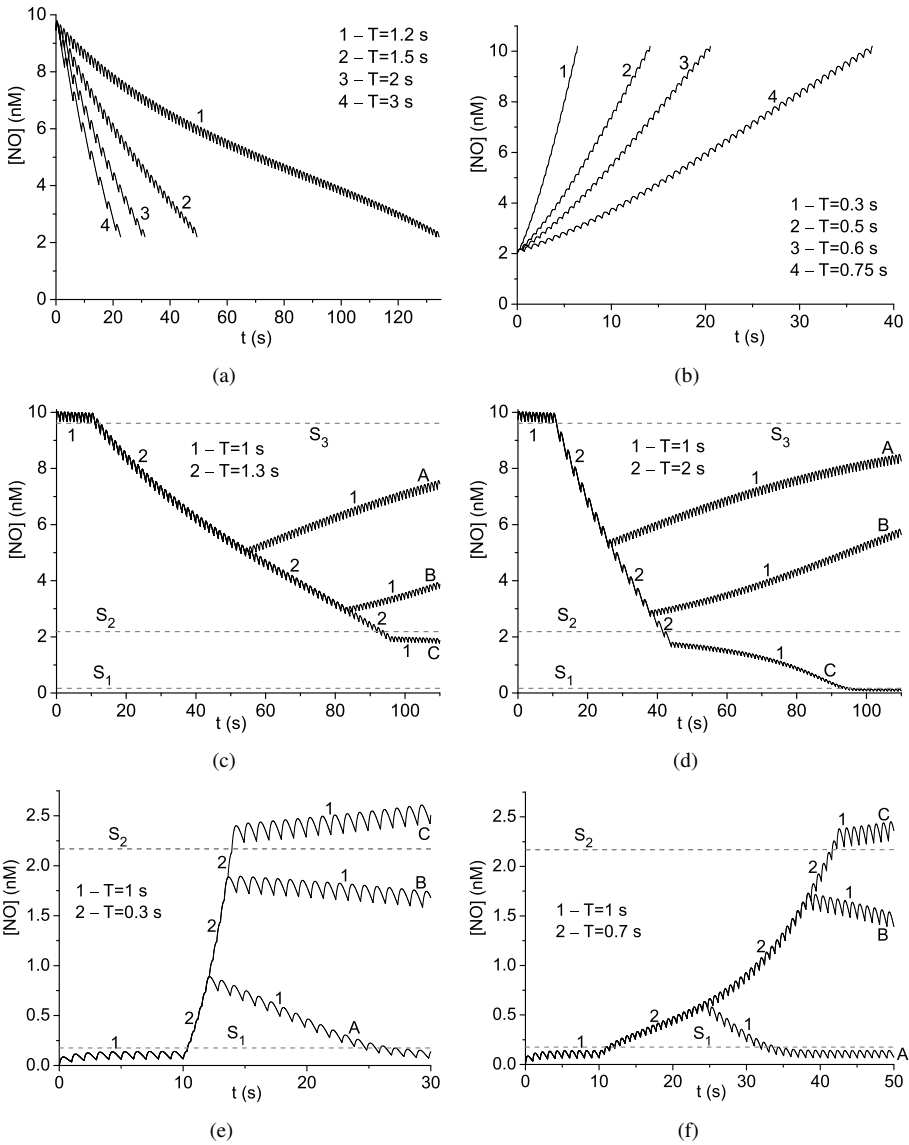 10
8
6
4
2
0
[NO] (nM)
0 20 40 60 80 100 120
t (s)
1 – T=1.2 s
2 – T=1.5 s
3 – T=2 s
4 – T=3 s
1
2
3
4
(a)
10
8
6
4
2
0
[NO] (nM)
0 10 20 30 40
t (s)
1
2
3
4
1 – T=0.3 s
2 – T=0.5 s
3 – T=0.6 s
4 – T=0.75 s
(b)
10
8
6
4
2
0
[NO] (nM)
0 20 40 60 80 100
t (s)
1
2
S3
1 – T=1 s
2 – T=1.3 s
1
A
2
1
B
S2
2
1
C
S1
(c)
10
8
6
4
2
0
[NO] (nM)
0 20 40 60 80 100
t (s)
1
2
S3
1 – T=1 s
2 – T=2 s
1
A
2
1
B
S2
2
1
C
S1
(d)
2.5
2.0
1.5
1.0
0.5
0.0
[NO] (nM)
0 10 20 30
t (s)
1
C
S2
2
1 – T=1 s
2 – T=0.3 s
1
B
2
1
A
2
S1
1
(e)
2.5
2.0
1.5
1.0
0.5
0.0
[NO] (nM)
0 10 20 30 40 50
t (s)
1
C
S2
2
1 – T=1 s
2 – T=0.7 s
1
B
2
2
S1
1
1
A
(f)